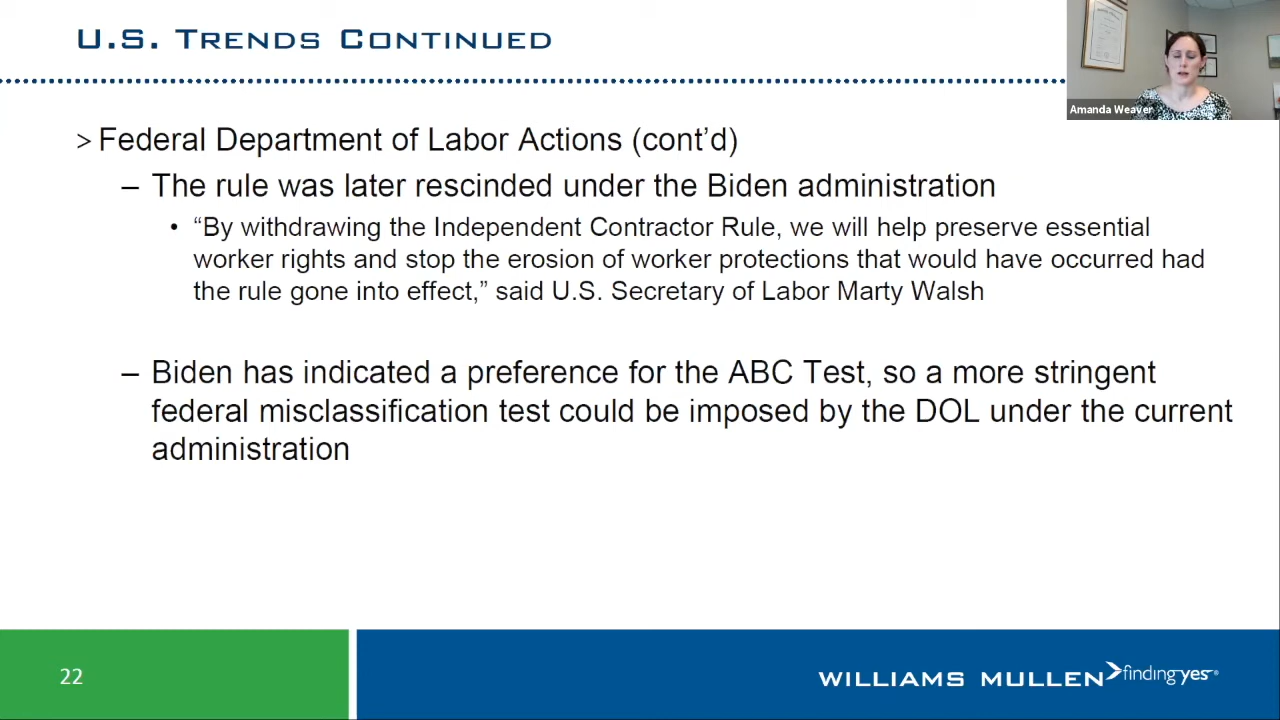 U.S. TRENDS CONTINUED
Amanda Weaver
> Federal Department of Labor Actions (cont’d)
– The rule was later rescinded under the Biden administration
• “By withdrawing the Independent Contractor Rule, we will help preserve essential
worker rights and stop the erosion of worker protections that would have occurred had
the rule gone into effect,” said U.S. Secretary of Labor Marty Walsh
– Biden has indicated a preference for the ABC Test, so a more stringent
federal misclassification test could be imposed by the DOL under the current
administration
22
WILLIAMS MULLEN finding yes®